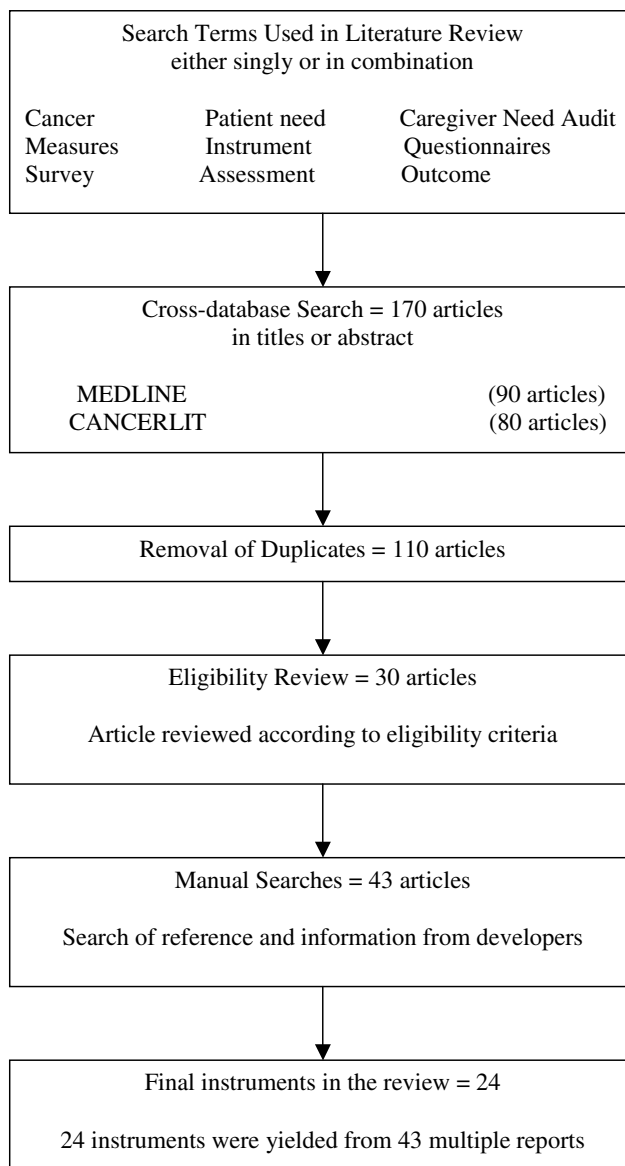 Search Terms Used in Literature Review
either singly or in combination
Cancer Patient need Caregiver Need Audit
Measures Instrument Questionnaires
Survey Assessment Outcome
Cross-database Search = 170 articles
in titles or abstract
MEDLINE (90 articles)
CANCERLIT (80 articles)
Removal of Duplicates = 110 articles
Eligibility Review = 30 articles
Article reviewed according to eligibility criteria
Manual Searches = 43 articles
Search of reference and information from developers
Final instruments in the review = 24
24 instruments were yielded from 43 multiple reports